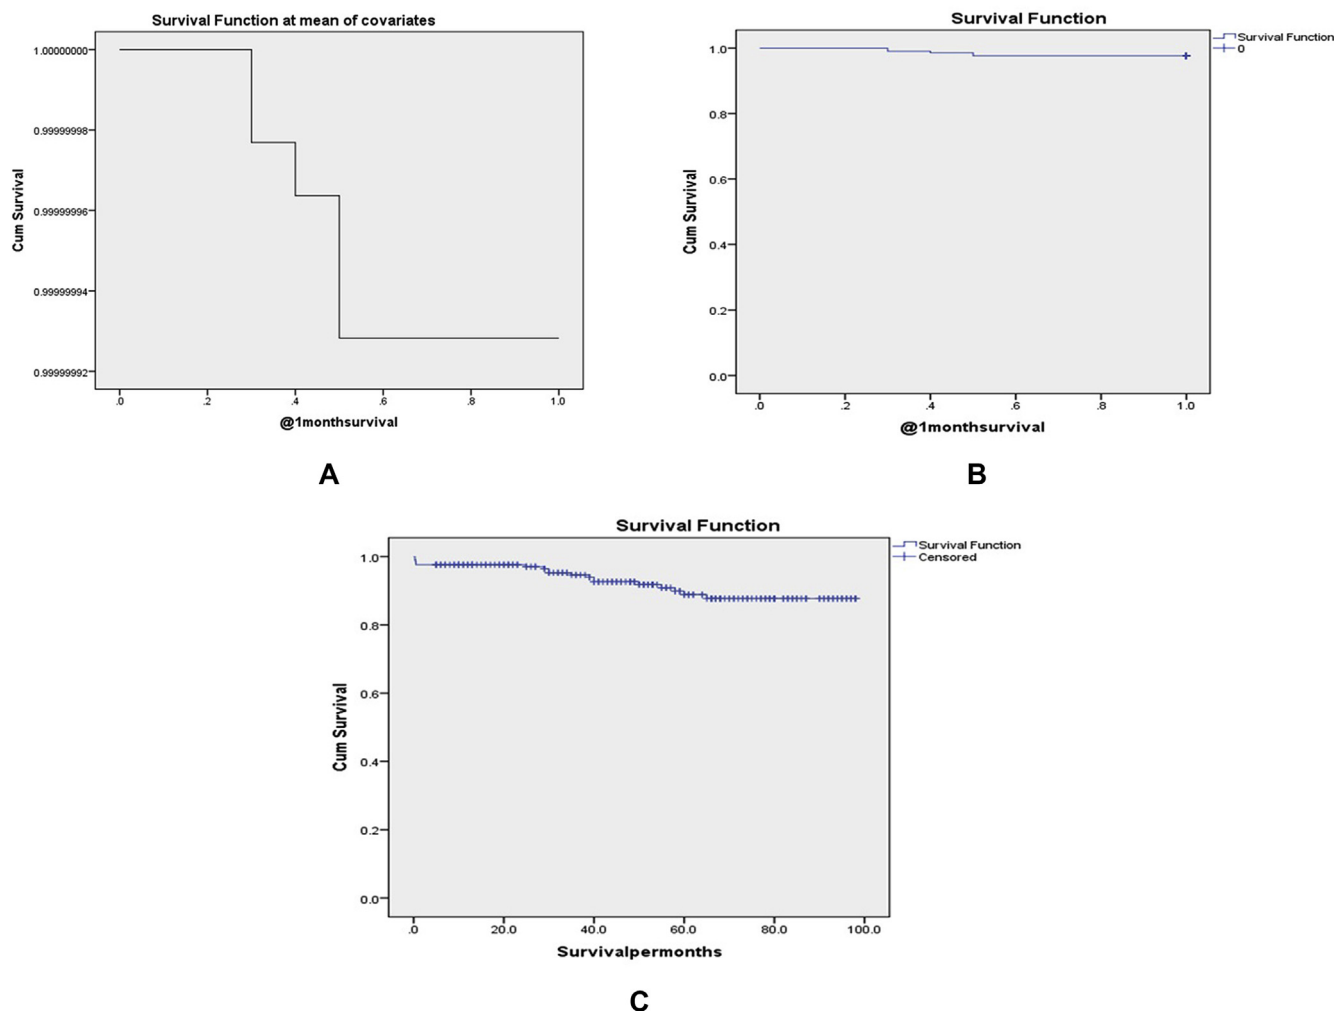 Survival Function at mean of covariates
1.00000000
0.99999998
0.99999996
0.99999994
0.99999992
Cum Survival
.0 .2 .4 .6 .8 1.0
@1monthsurvival
A
Survival Function
Survival Function
0
1.0
0.8
0.6
0.4
0.2
0.0
Cum Survival
.0 .2 .4 .6 .8 1.0
@1monthsurvival
B
Survival Function
Survival Function
Censored
1.0
0.8
0.6
0.4
0.2
0.0
Cum Survival
.0 20.0 40.0 60.0 80.0 100.0
Survivalpermonths
C